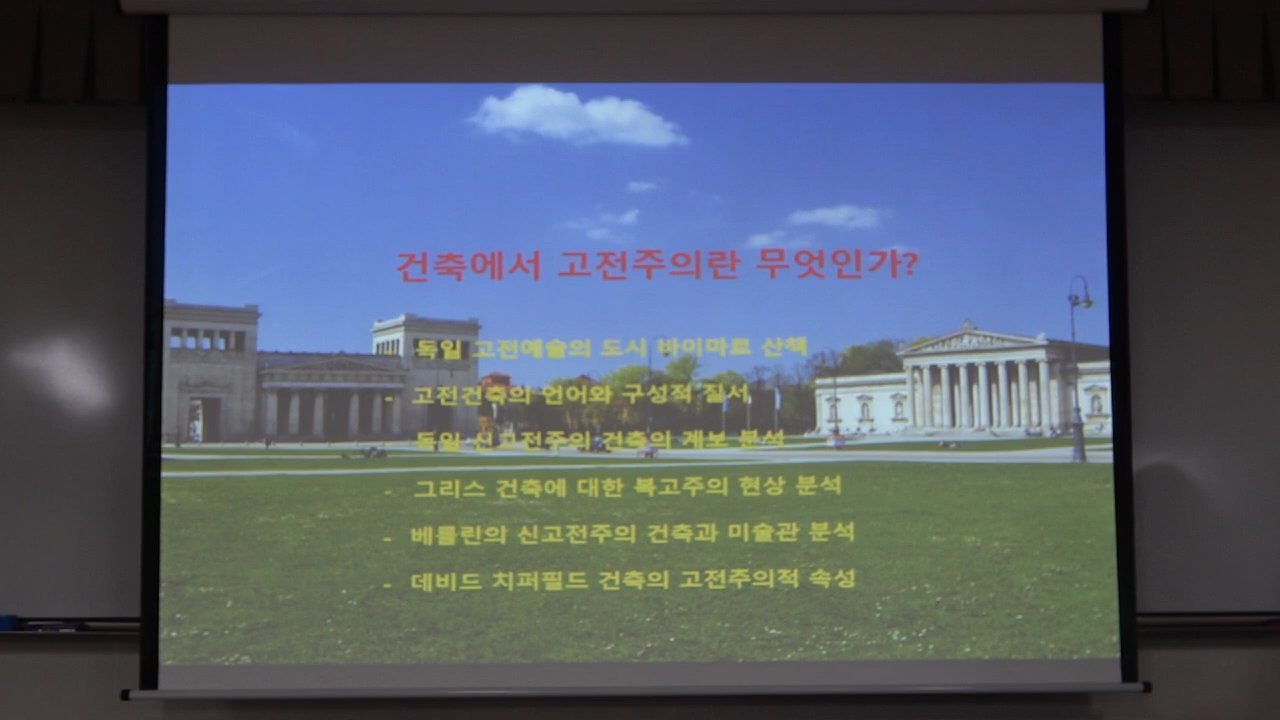 건축에서 고전주의란 무엇인가?
독일 고전예술의 도시 바이마르 산책
- 고전건축의 언어와 구성적 질서
독일 신고전주의 건축의 계보 분석
- 그리스 건축에 대한 복고주의 현상 분석
- 베를린의 신고전주의 건축과 미술관 분석
- 데비드 치퍼필드 건축의 고전주의적 속성